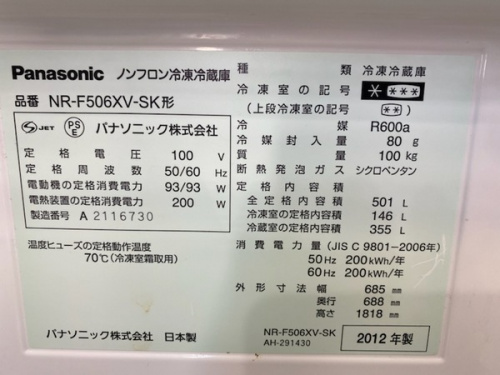 Panasonic ノンフロン冷凍冷蔵庫
品番 NR-F506XV-SK形
S JET PS E パナソニック株式会社
定格電圧 100 V
定格周波数 50/60 Hz
電動機の定格消費電力 93/93 W
電熱装置の定格消費電力 200 W
製造番号 A 2116730
温度ヒューズの定格動作温度
70℃(冷凍室霜取用)
パナソニック株式会社 日本製
種類 冷凍冷蔵庫
冷凍室の記号 * ***
(上段冷凍室の記号 **)
冷媒 R600a
冷媒封入量 80 g
質量 100 kg
断熱発泡ガス シクロペンタン
定格内容積
全定格内容積 501 L
冷凍室の定格内容積 146 L
冷蔵室の定格内容積 355 L
消費電力量 (JIS C 9801-2006年)
50 Hz 200 kWh/年
60 Hz 200 kWh/年
外形寸法 幅 685 mm
奥行 688 mm
高さ 1818 mm
NR-F506XV-SK
AH-291430
2012 年製